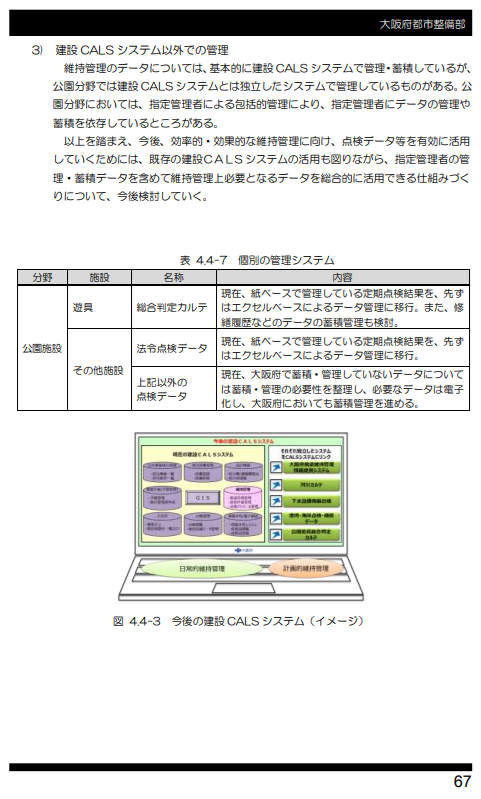 大阪府都市整備部
3) 建設 CALS システム以外での管理
維持管理のデータについては、基本的に建設 CALS システムで管理・蓄積しているが、
公園分野では建設 CALS システムとは独立したシステムで管理しているものがある。公
園分野においては、指定管理者による包括的管理により、指定管理者にデータの管理や
蓄積を依存しているところがある。
以上を踏まえ、今後、効率的・効果的な維持管理に向け、点検データ等を有効に活用
していくためには、既存の建設CALSシステムの活用も図りながら、指定管理者の管
理・蓄積データを含めて維持管理上必要となるデータを総合的に活用できる仕組みづく
りについて、今後検討していく。
表 4.4-7 個別の管理システム
分野 施設 名称 内容
公園施設
遊具 総合判定カルテ
現在、紙ベースで管理している定期点検結果を、先ず
はエクセルベースによるデータ管理に移行。また、修
繕履歴などのデータの蓄積管理も検討。
その他施設
法令点検データ
現在、紙ベースで管理している定期点検結果を、先ず
はエクセルベースによるデータ管理に移行。
上記以外の
点検データ
現在、大阪府で蓄積・管理していないデータについて
は蓄積・管理の必要性を整理し、必要なデータは電子
化し、大阪府においても蓄積管理を進める。
今後の建設CALSシステム
現在の建設CALSシステム
それぞれ独立したシステム
をCALSシステムにリンク
GIS
河川カルテ
日常的維持管理
計画的維持管理
図 4.4-3 今後の建設 CALS システム（イメージ）
67